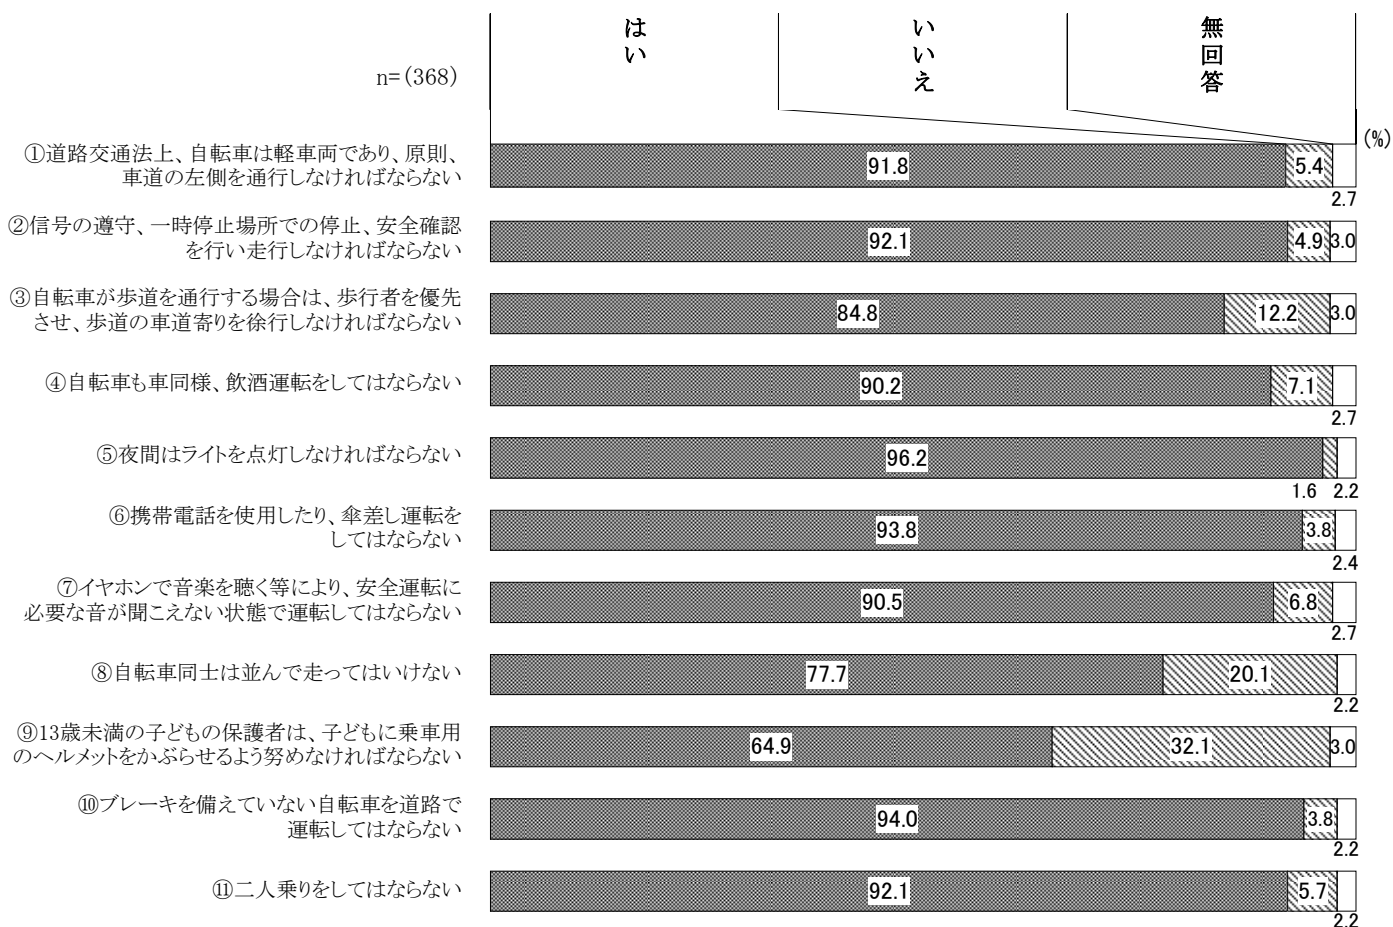 はい
いいえ
無回答
n=(368)
(%)
①道路交通法上、自転車は軽車両であり、原則、
車道の左側を通行しなければならない
91.8
5.4
2.7
②信号の遵守、一時停止場所での停止、安全確認
を行い走行しなければならない
92.1
4.9
3.0
③自転車が歩道を通行する場合は、歩行者を優先
させ、歩道の車道寄りを徐行しなければならない
84.8
12.2
3.0
④自転車も車同様、飲酒運転をしてはならない
90.2
7.1
2.7
⑤夜間はライトを点灯しなければならない
96.2
1.6
2.2
⑥携帯電話を使用したり、傘差し運転を
してはならない
93.8
3.8
2.4
⑦イヤホンで音楽を聴く等により、安全運転に
必要な音が聞こえない状態で運転してはならない
90.5
6.8
2.7
⑧自転車同士は並んで走ってはいけない
77.7
20.1
2.2
⑨13歳未満の子どもの保護者は、子どもに乗車用
のヘルメットをかぶらせるよう努めなければならない
64.9
32.1
3.0
⑩ブレーキを備えていない自転車を道路で
運転してはならない
94.0
3.8
2.2
⑪二人乗りをしてはならない
92.1
5.7
2.2